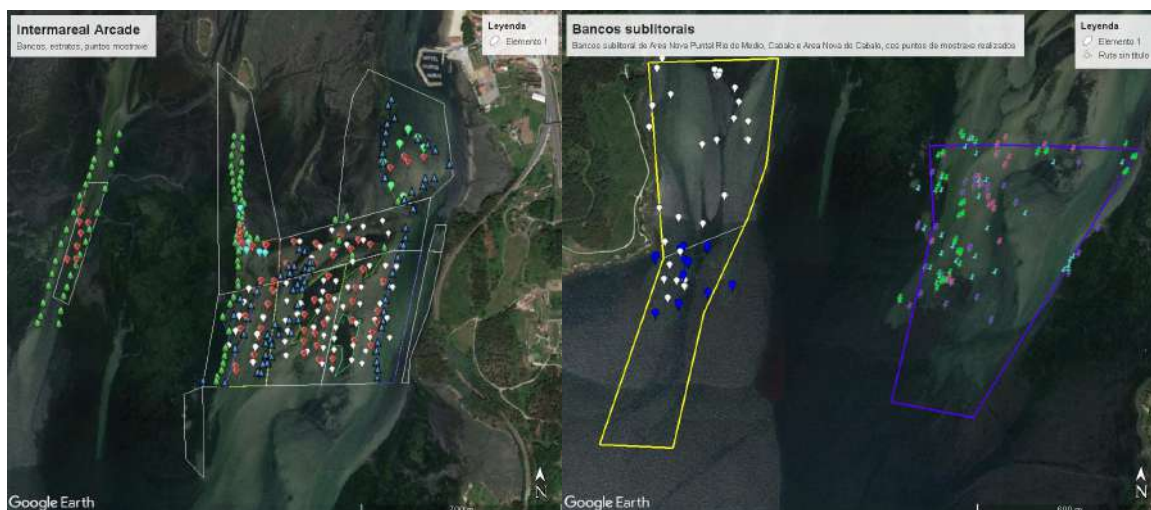 Intermareal Arcade
Bancos, estratos, puntos mostraxe
Leyenda
Elemento 1
Google Earth
N
Bancos sublitorais
Bancos sublitoral de Area Nova Puntal Rio do Medio, Cabalo e Area Nova do Cabalo, cos puntos de mostraxe realizados
Leyenda
Elemento 1
Ruta sin título
Google Earth
N